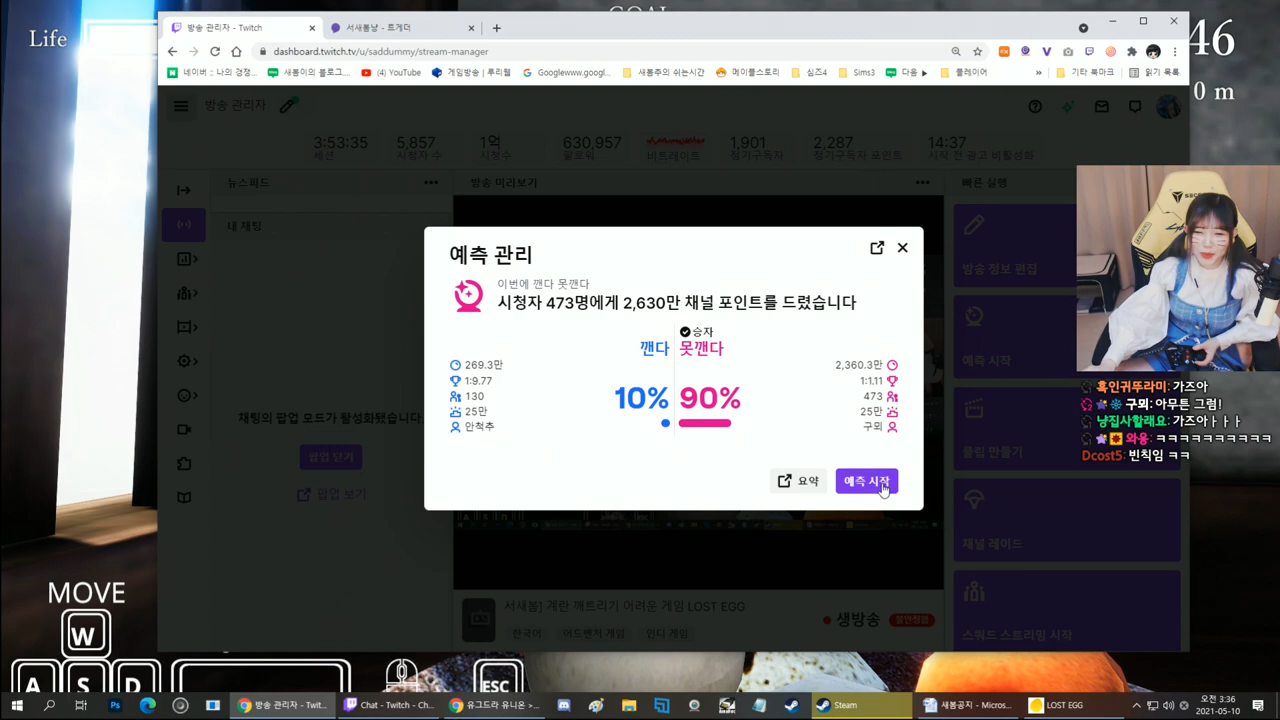 GOAL
Life
46
0 m
방송 관리자 - Twitch
서새봄냥 - 트게더
dashboard.twitch.tv/u/saddummy/stream-manager
네이버 :: 나의 경쟁...
새봄이의 블로그...
(4) YouTube
게임방송 | 루리웹
Googlewww.googl...
새봄추의 쉬는시간
메이플스토리
심즈4
Sims3
다음 ▶
플레이어
»
기타 북마크
읽기 목록
방송 관리자
3:53:35
세션
5,857
시청자 수
1억
시청수
630,957
팔로워
비트레이트
1,901
정기구독자
2,287
정기구독자 포인트
14:37
시작 전 광고 비활성화
뉴스피드
방송 미리보기
빠른 실행
내 채팅
방송 정보 편집
예측 시작
클립 만들기
채널 레이드
스쿼드 스트리밍 시작
채팅의 팝업 모드가 활성화됐습니다.
팝업 닫기
팝업 보기
예측 관리
이번에 깬다 못깬다
시청자 473명에게 2,630만 채널 포인트를 드렸습니다
승자
깬다 못깬다
269.3만
1:9.77
130
25만
안척추
10% 90%
2,360.3만
1:1.11
473
25만
구뫼
요약
예측 시작
흑인귀뚜라미: 가즈아
구뫼: 아무튼 그럼!
냥집사할래요: 가즈아ㅏㅏㅏ
와옹: ㅋㅋㅋㅋㅋㅋㅋㅋㅋㅋ
Dcost5: 빈칙임 ㅋㅋ
서새봄] 계란 깨트리기 어려운 게임 LOST EGG
한국어
어드벤처 게임
인디 게임
생방송
MOVE
W
A S D
ESC
방송 관리자 - Twit...
Chat - Twitch - Ch...
유그드라 유니온 >...
Steam
새봄공지 - Micros...
LOST EGG
오전 3:36
2021-05-10